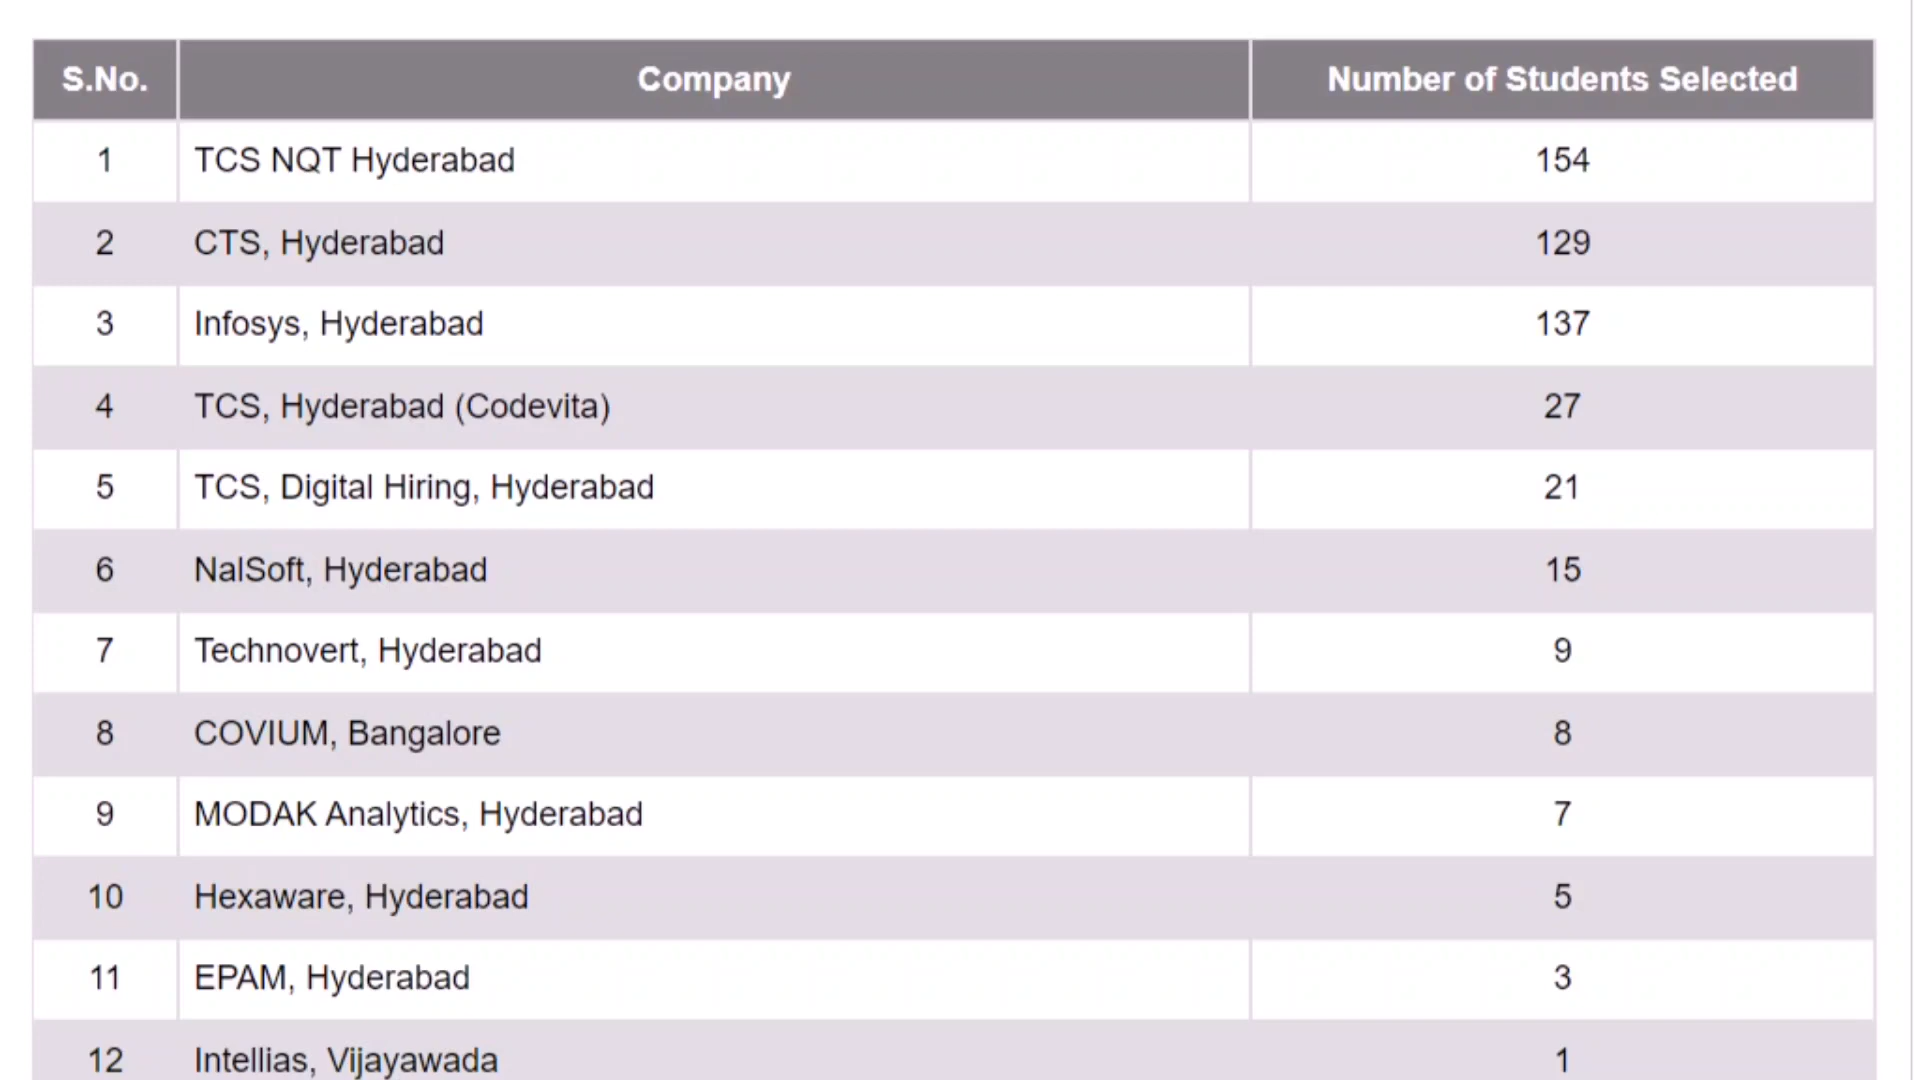 S.No. Company Number of Students Selected
1 TCS NQT Hyderabad 154
2 CTS, Hyderabad 129
3 Infosys, Hyderabad 137
4 TCS, Hyderabad (Codevita) 27
5 TCS, Digital Hiring, Hyderabad 21
6 NalSoft, Hyderabad 15
7 Technovert, Hyderabad 9
8 COVIUM, Bangalore 8
9 MODAK Analytics, Hyderabad 7
10 Hexaware, Hyderabad 5
11 EPAM, Hyderabad 3
12 Intellias, Vijayawada 1